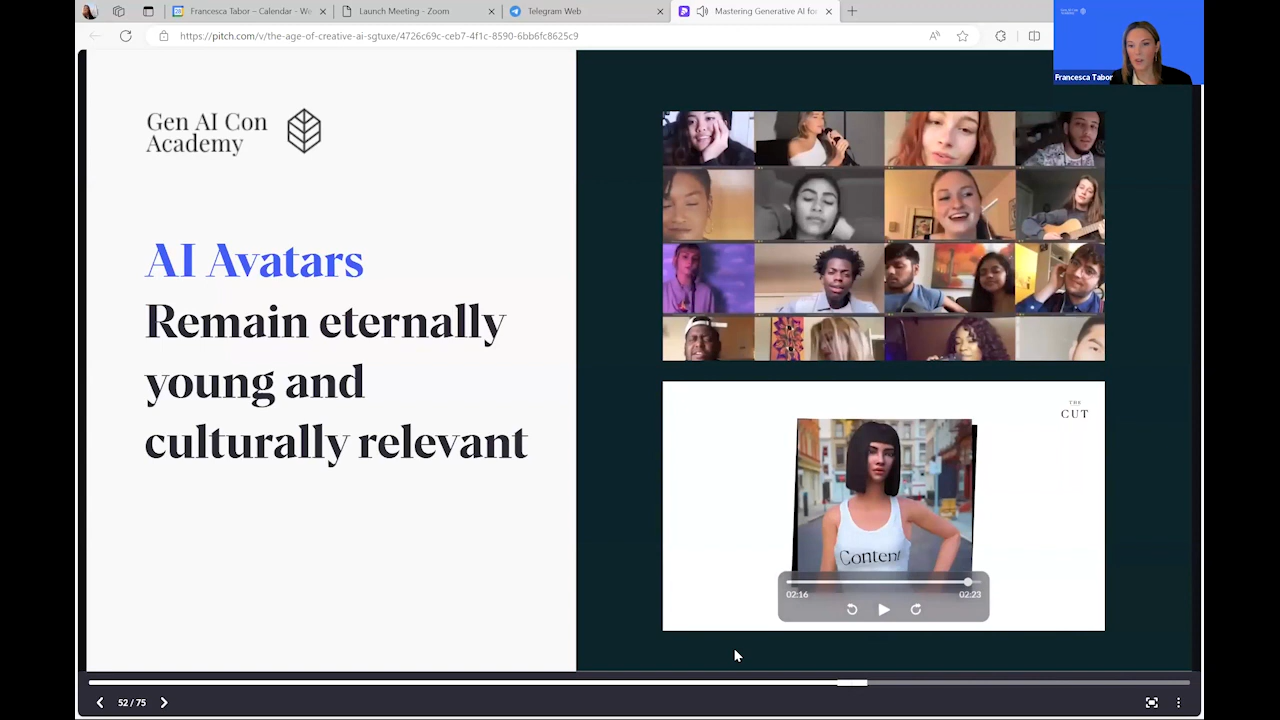 Francesca Tabor – Calendar - We
Launch Meeting - Zoom
Telegram Web
Mastering Generative AI fo
https://pitch.com/v/the-age-of-creative-ai-sgtuxe/4726c69c-ceb7-4f1c-8590-6bb6fc8625c9
Francesca Tabor
Gen AI Con
Academy
AI Avatars
Remain eternally
young and
culturally relevant
THE
CUT
Content
02:16
02:23
52 / 75